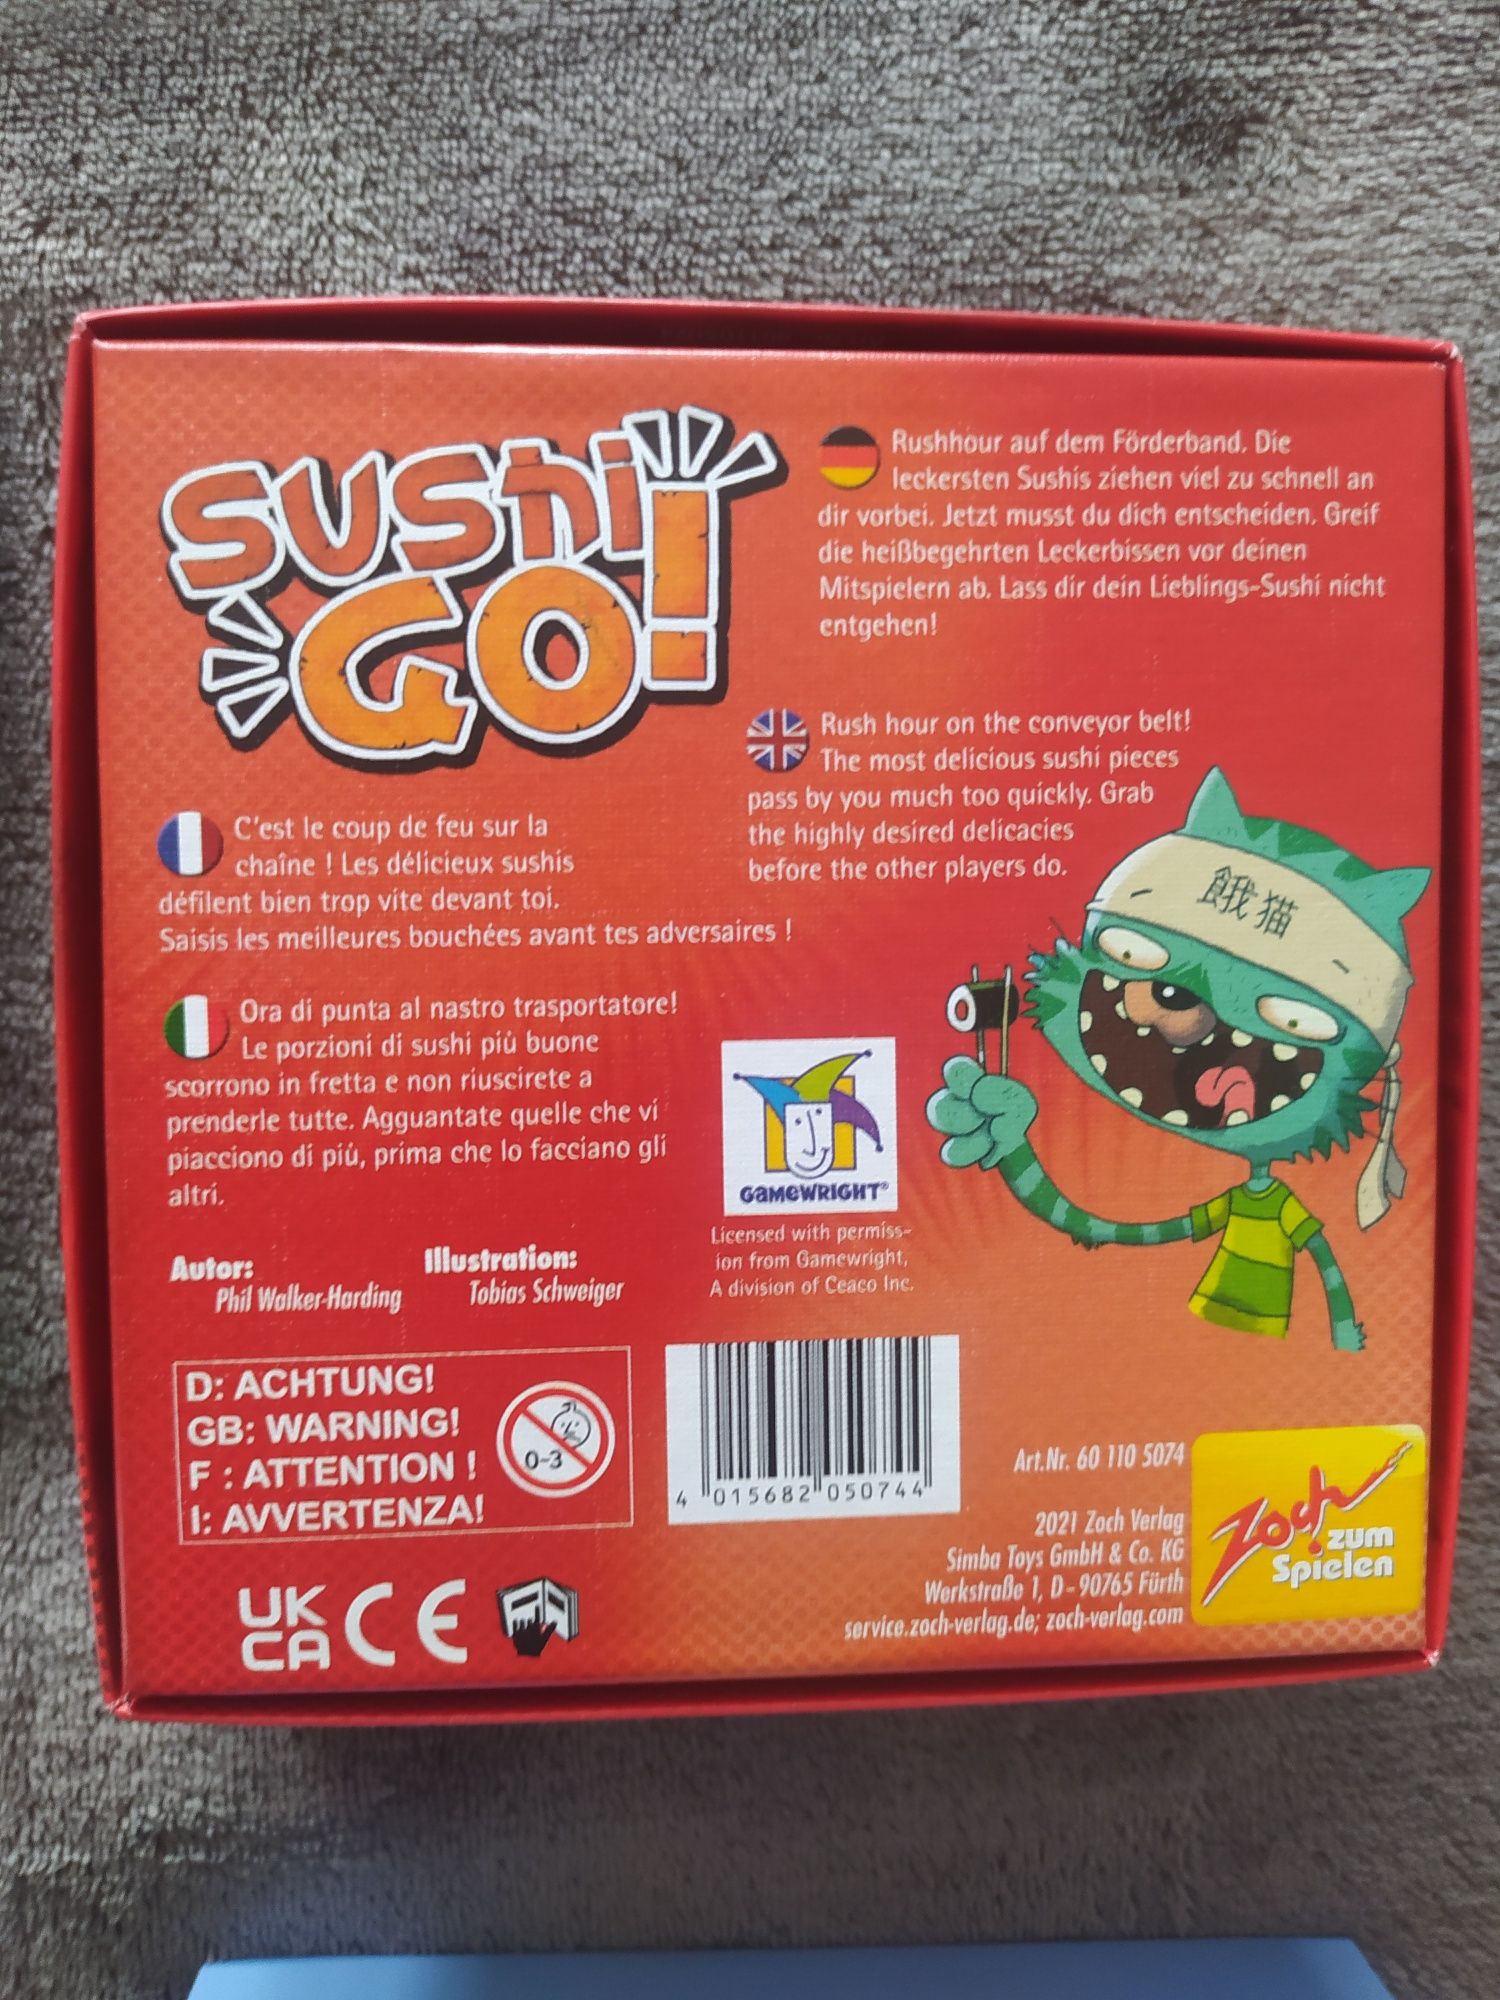 SUSHI
GO!
Rushhour auf dem Förderband. Die
leckersten Sushis ziehen viel zu schnell an
dir vorbei. Jetzt musst du dich entscheiden. Greif
die heißbegehrten Leckerbissen vor deinen
Mitspielern ab. Lass dir dein Lieblings-Sushi nicht
entgehen!
Rush hour on the conveyor belt!
The most delicious sushi pieces
pass by you much too quickly. Grab
the highly desired delicacies
before the other players do.
C'est le coup de feu sur la
chaîne ! Les délicieux sushis
défilent bien trop vite devant toi.
Saisis les meilleures bouchées avant tes adversaires !
餓猫
Ora di punta al nastro trasportatore!
Le porzioni di sushi più buone
scorrono in fretta e non riuscirete a
prenderle tutte. Agguantate quelle che vi
piacciono di più, prima che lo facciano gli
altri.
GAMEWRIGHT®
Licensed with permiss-
ion from Gamewright,
A division of Ceaco Inc.
Autor:
Phil Walker-Harding
Illustration:
Tobias Schweiger
D: ACHTUNG!
GB: WARNING!
F : ATTENTION !
I: AVVERTENZA!
0-3
4 015682 050744
Art.Nr. 60 110 5074
2021 Zoch Verlag
Simba Toys GmbH & Co. KG
Werkstraße 1, D-90765 Fürth
service.zoch-verlag.de; zoch-verlag.com
Zoch
zum
Spielen
UK
CA
CE